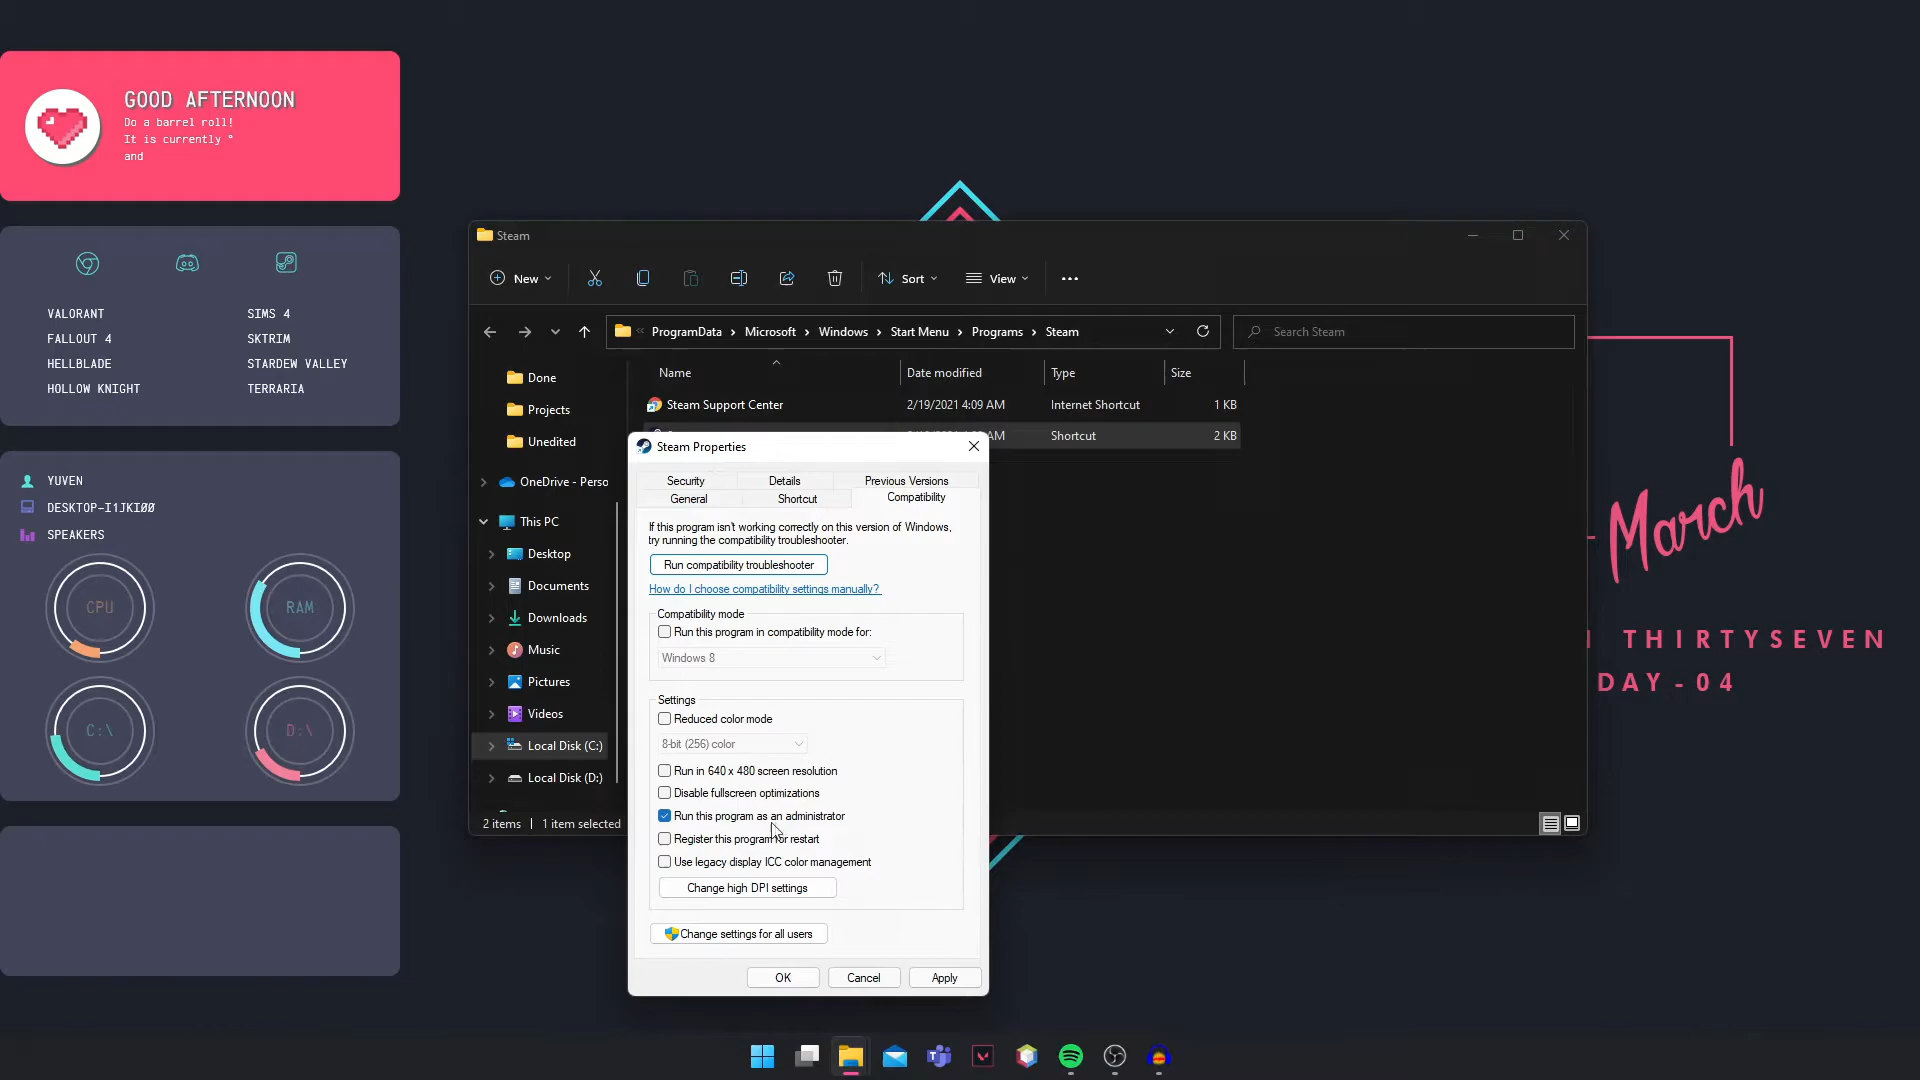 GOOD AFTERNOON
Do a barrel roll!
It is currently °
and
VALORANT
SIMS 4
FALLOUT 4
SKTRIM
HELLBLADE
STARDEW VALLEY
HOLLOW KNIGHT
TERRARIA
YUVEN
DESKTOP-I1JKI00
SPEAKERS
CPU
RAM
C:\
D:\
Steam
New
Sort
View
ProgramData › Microsoft › Windows › Start Menu › Programs › Steam
Search Steam
Done
Projects
Unedited
OneDrive - Perso
This PC
Desktop
Documents
Downloads
Music
Pictures
Videos
Local Disk (C:)
Local Disk (D:)
Name
Date modified
Type
Size
Steam Support Center
2/19/2021 4:09 AM
Internet Shortcut
1 KB
AM
Shortcut
2 KB
2 items
1 item selected
Steam Properties
Security
Details
Previous Versions
General
Shortcut
Compatibility
If this program isn't working correctly on this version of Windows,
try running the compatibility troubleshooter.
Run compatibility troubleshooter
How do I choose compatibility settings manually?
Compatibility mode
Run this program in compatibility mode for:
Windows 8
Settings
Reduced color mode
8-bit (256) color
Run in 640 x 480 screen resolution
Disable fullscreen optimizations
Run this program as an administrator
Register this program for restart
Use legacy display ICC color management
Change high DPI settings
Change settings for all users
OK
Cancel
Apply
March
THIRTYSEVEN
DAY-04